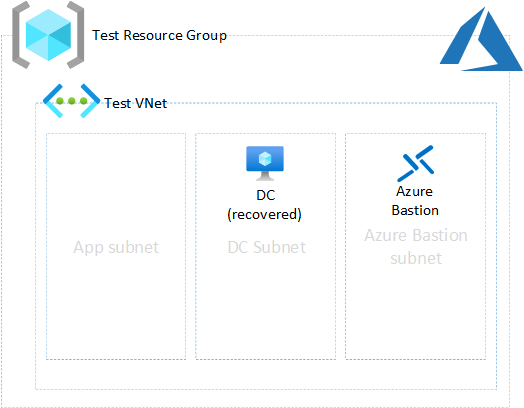 Test Resource Group
Test VNet
App subnet
DC
(recovered)
DC Subnet
Azure
Bastion
Azure Bastion
subnet